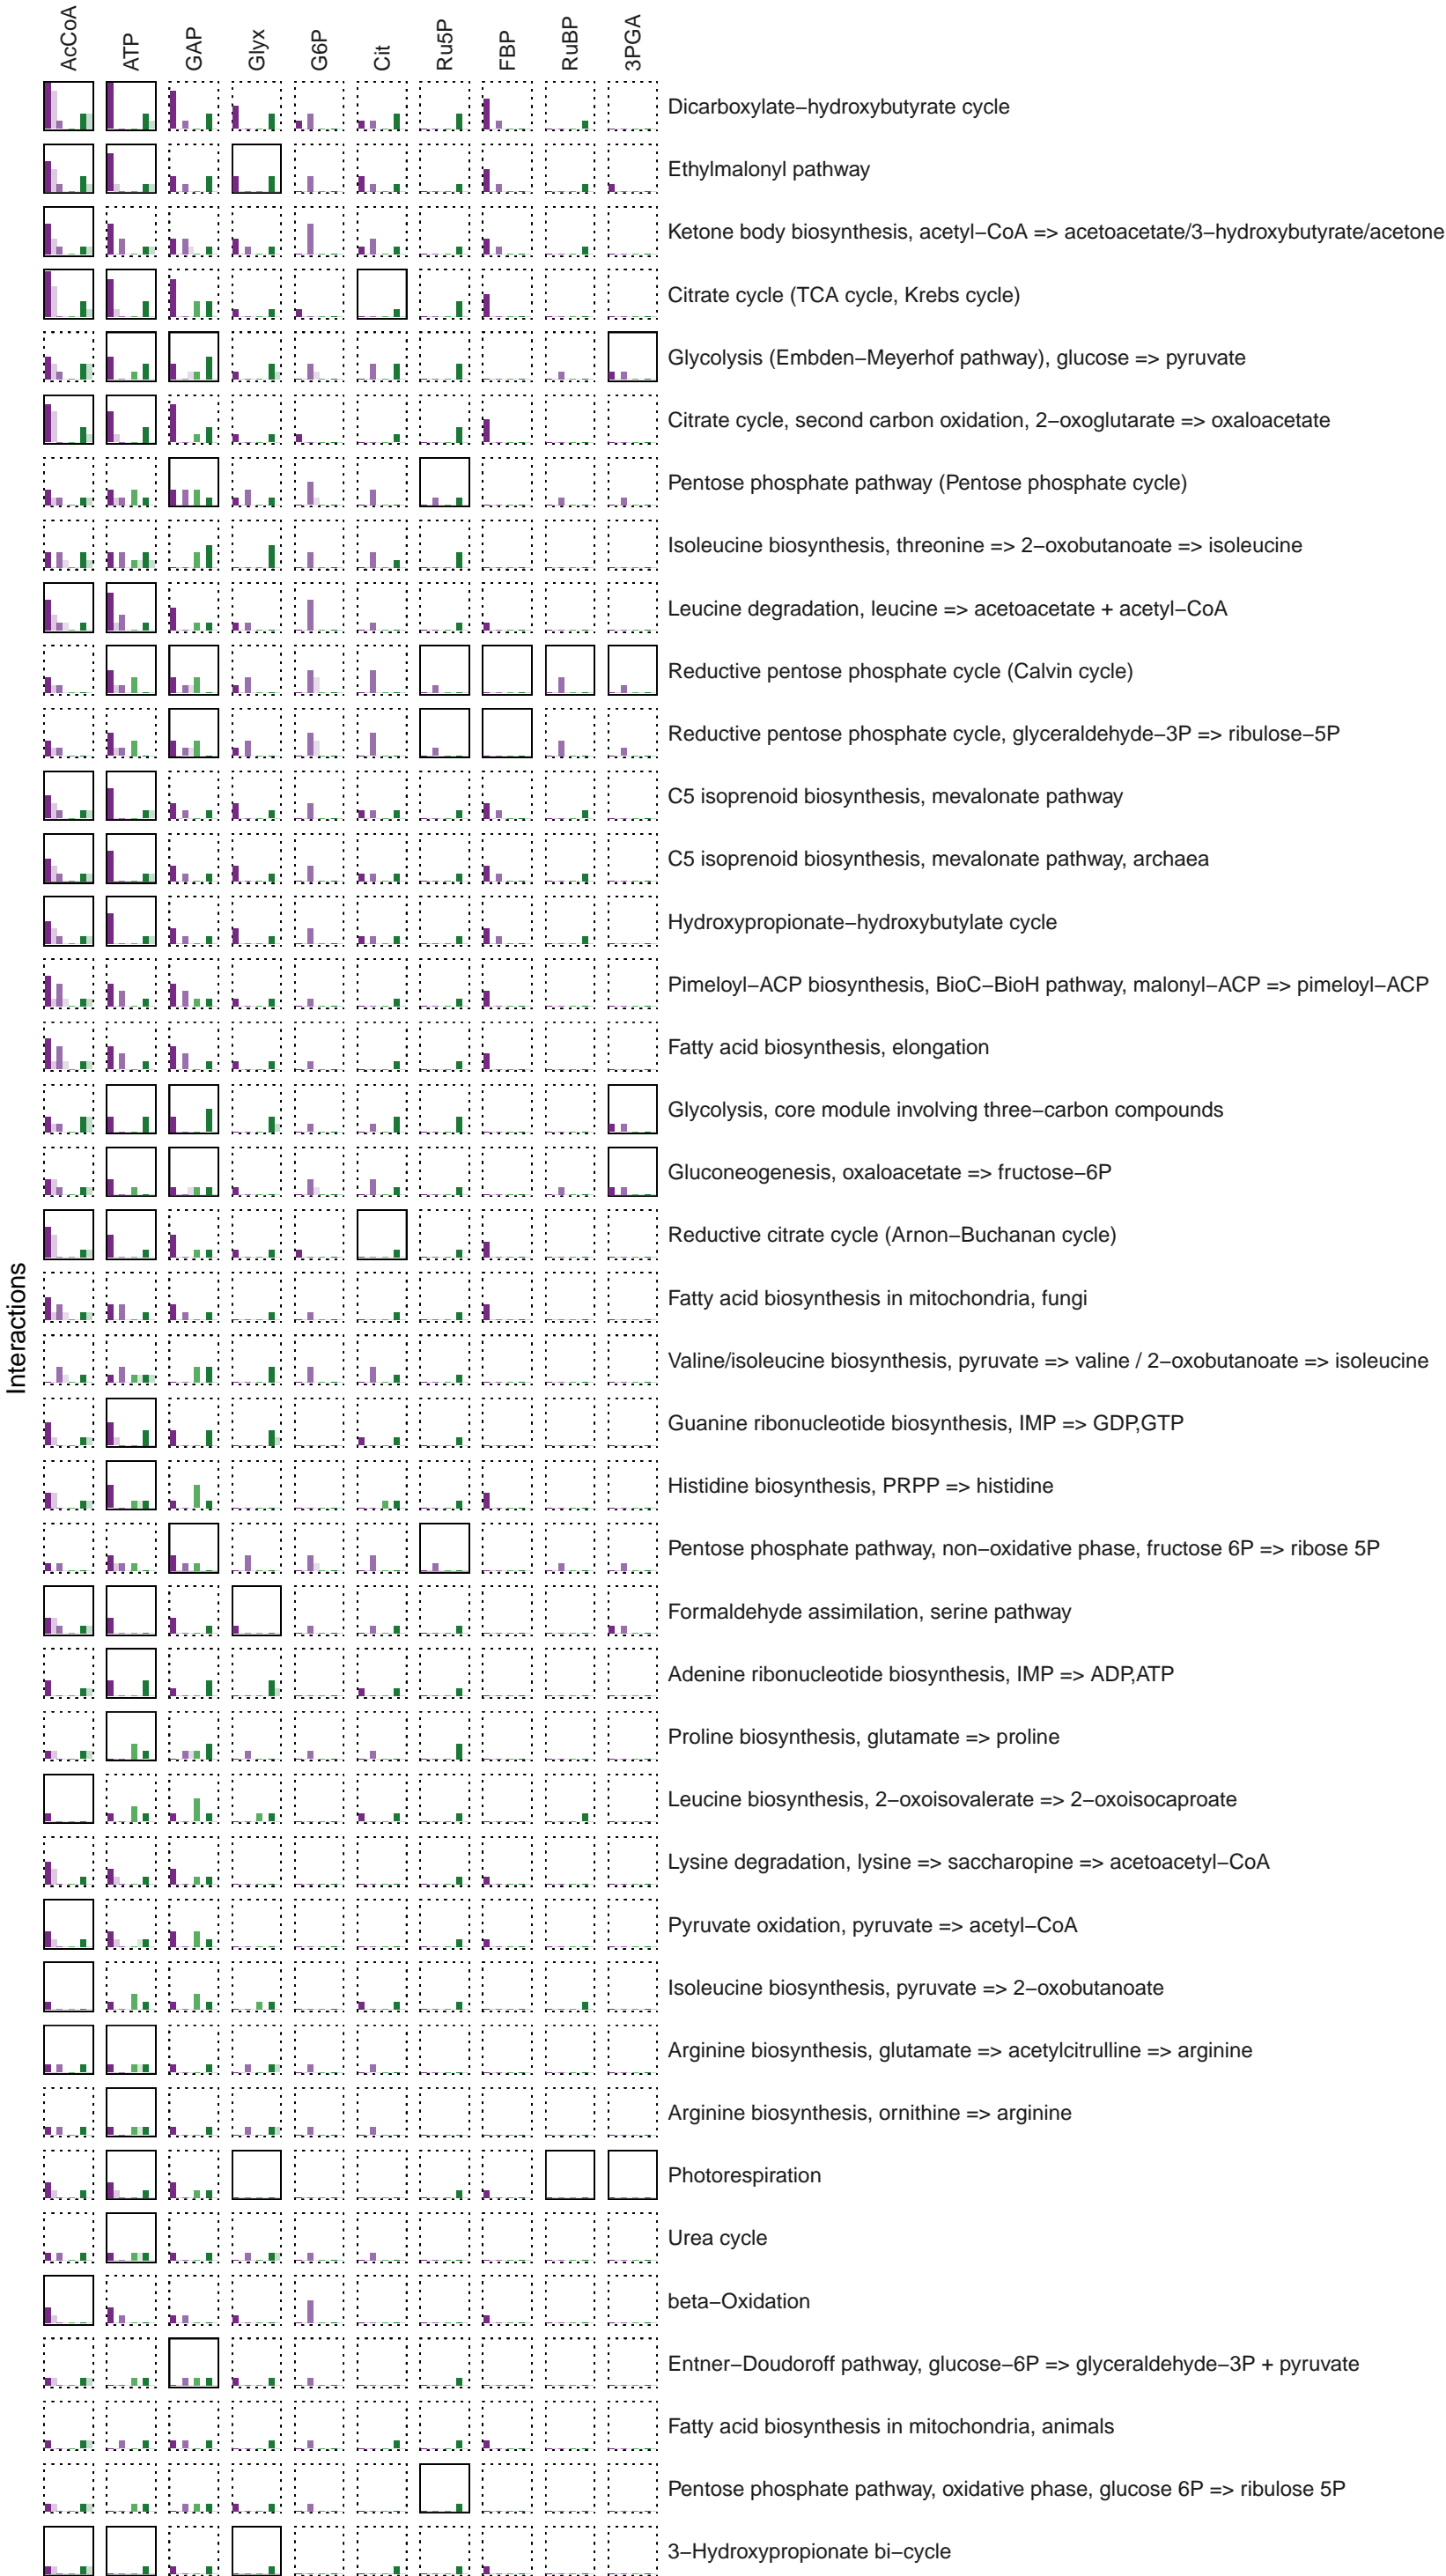 AcCoA
ATP
GAP
Glyx
G6P
Cit
Ru5P
FBP
RuBP
3PGA
Dicarboxylate−hydroxybutyrate cycle
Ethylmalonyl pathway
Ketone body biosynthesis, acetyl−CoA => acetoacetate/3−hydroxybutyrate/acetone
Citrate cycle (TCA cycle, Krebs cycle)
Glycolysis (Embden−Meyerhof pathway), glucose => pyruvate
Citrate cycle, second carbon oxidation, 2−oxoglutarate => oxaloacetate
Pentose phosphate pathway (Pentose phosphate cycle)
Isoleucine biosynthesis, threonine => 2−oxobutanoate => isoleucine
Leucine degradation, leucine => acetoacetate + acetyl−CoA
Reductive pentose phosphate cycle (Calvin cycle)
Reductive pentose phosphate cycle, glyceraldehyde−3P => ribulose−5P
C5 isoprenoid biosynthesis, mevalonate pathway
C5 isoprenoid biosynthesis, mevalonate pathway, archaea
Hydroxypropionate−hydroxybutylate cycle
Pimeloyl−ACP biosynthesis, BioC−BioH pathway, malonyl−ACP => pimeloyl−ACP
Fatty acid biosynthesis, elongation
Glycolysis, core module involving three−carbon compounds
Gluconeogenesis, oxaloacetate => fructose−6P
Reductive citrate cycle (Arnon−Buchanan cycle)
Fatty acid biosynthesis in mitochondria, fungi
Interactions
Valine/isoleucine biosynthesis, pyruvate => valine / 2−oxobutanoate => isoleucine
Guanine ribonucleotide biosynthesis, IMP => GDP,GTP
Histidine biosynthesis, PRPP => histidine
Pentose phosphate pathway, non−oxidative phase, fructose 6P => ribose 5P
Formaldehyde assimilation, serine pathway
Adenine ribonucleotide biosynthesis, IMP => ADP,ATP
Proline biosynthesis, glutamate => proline
Leucine biosynthesis, 2−oxoisovalerate => 2−oxoisocaproate
Lysine degradation, lysine => saccharopine => acetoacetyl−CoA
Pyruvate oxidation, pyruvate => acetyl−CoA
Isoleucine biosynthesis, pyruvate => 2−oxobutanoate
Arginine biosynthesis, glutamate => acetylcitrulline => arginine
Arginine biosynthesis, ornithine => arginine
Photorespiration
Urea cycle
beta−Oxidation
Entner−Doudoroff pathway, glucose−6P => glyceraldehyde−3P + pyruvate
Fatty acid biosynthesis in mitochondria, animals
Pentose phosphate pathway, oxidative phase, glucose 6P => ribulose 5P
3−Hydroxypropionate bi−cycle